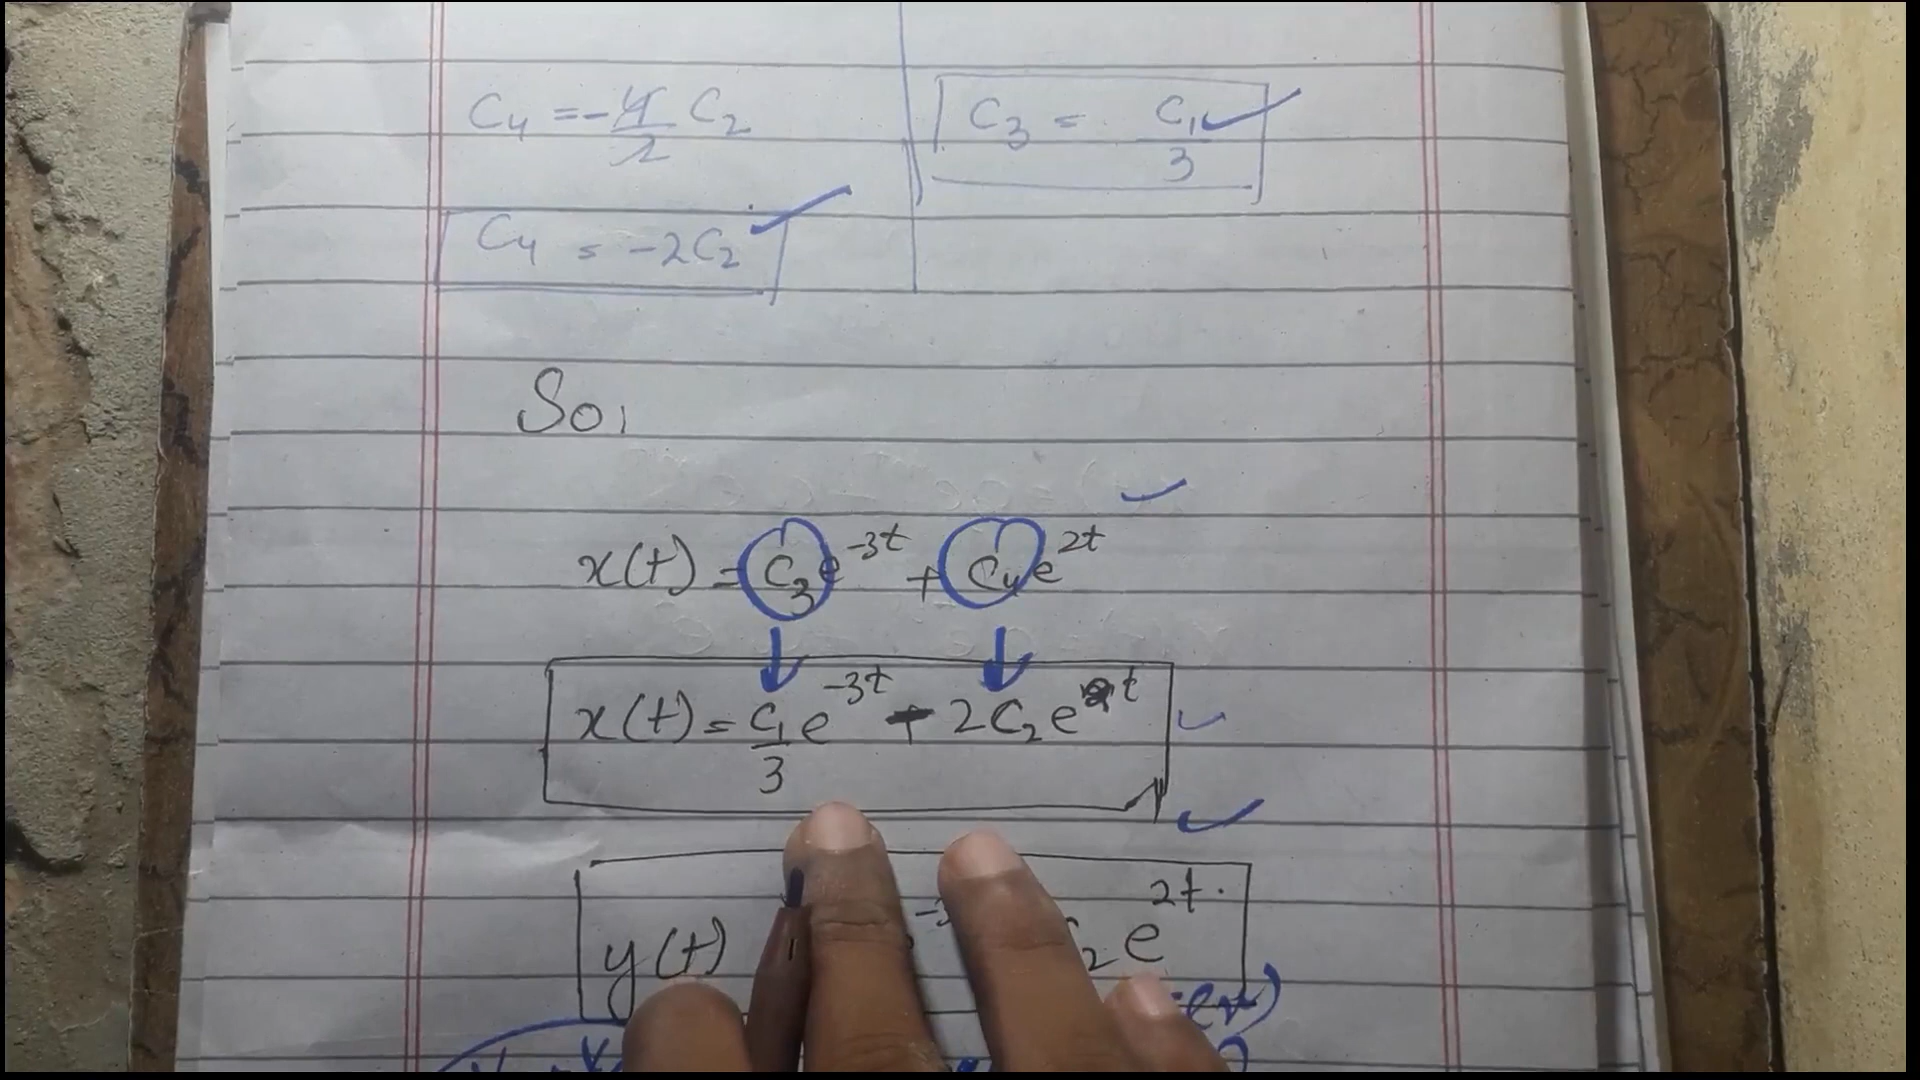 C₄ = -4/2 C₂
C₃ = C₁/3
C₄ = -2C₂
So,
x(t) = C₃e^-3t + C₄e^2t
x(t) = C₁/3 e^-3t - 2C₂e^2t
y(t) e^2t